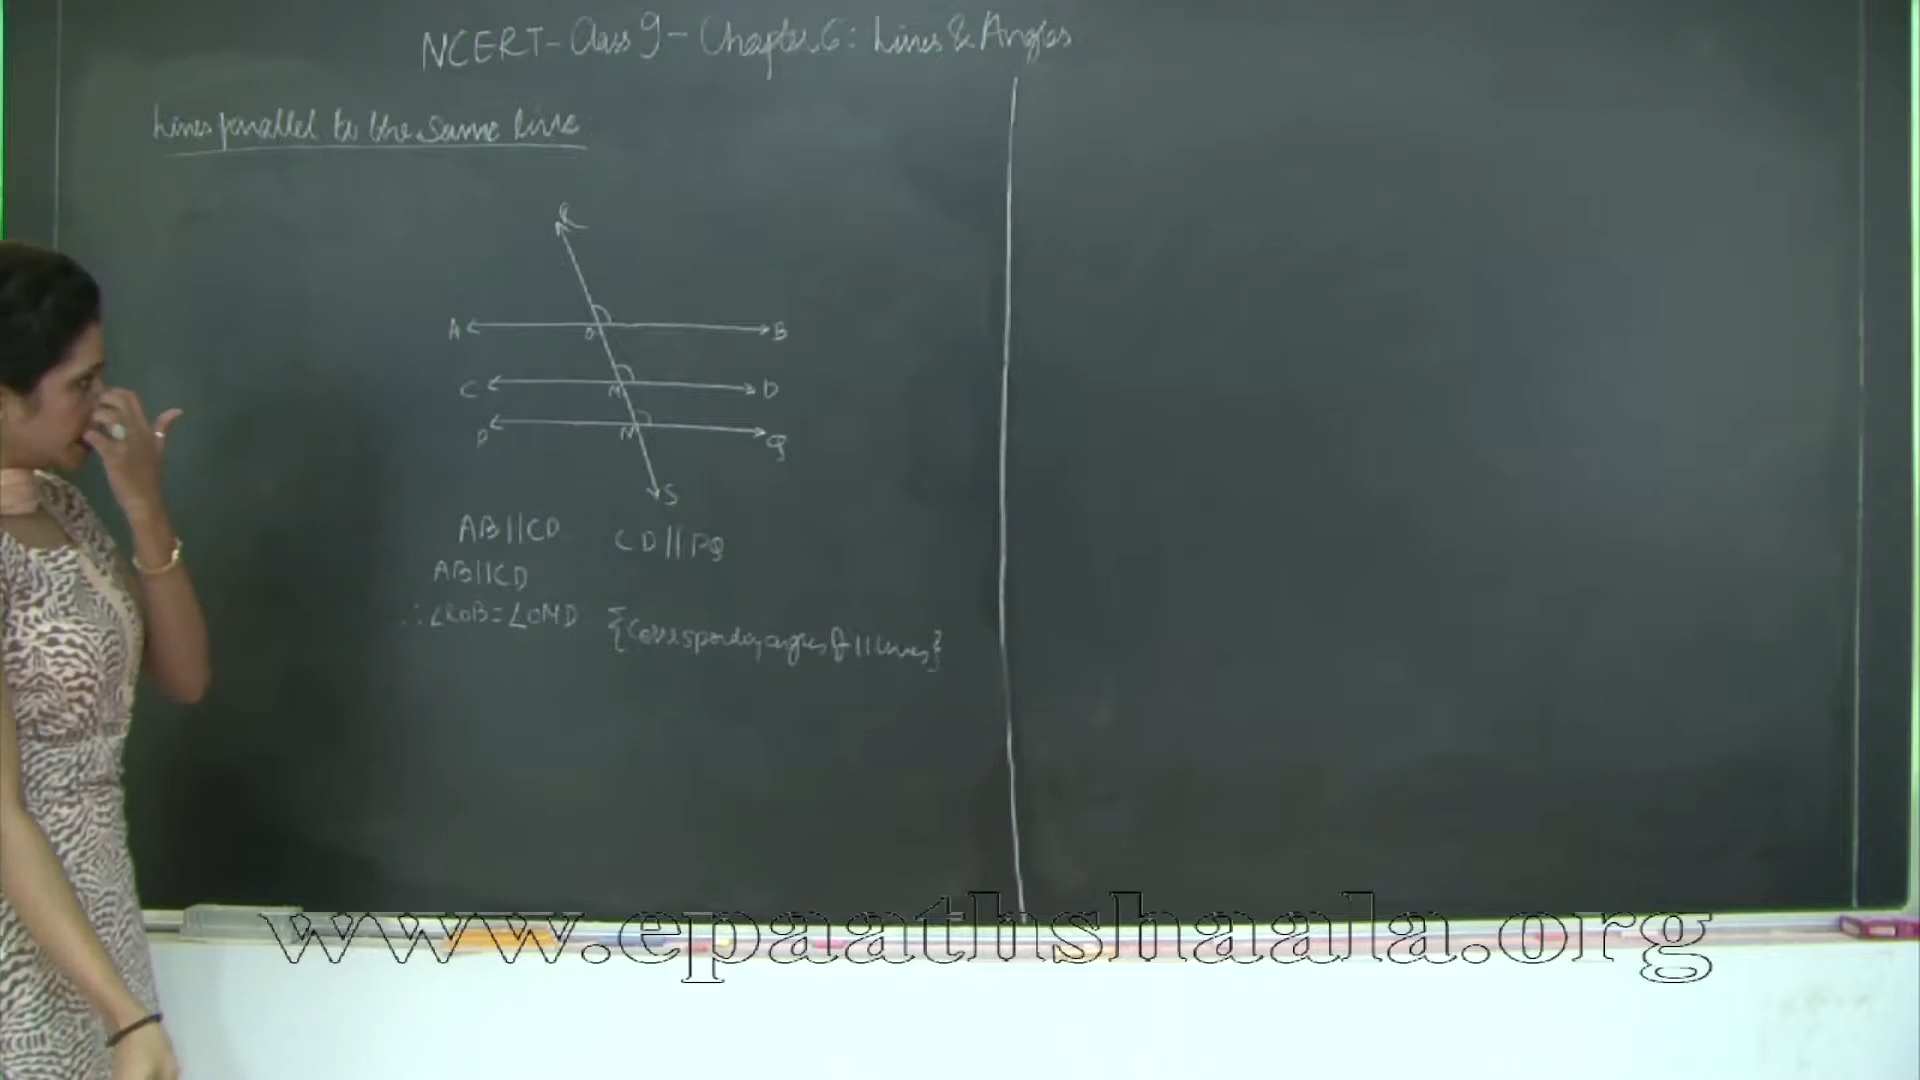 NCERT - Class 9 - Chapter 6: Lines & Angles
Lines parallel to the same line
R
A O B
C M D
P N Q
S
AB||CD CD||PQ
AB||CD
∴ ∠ROB = ∠OMD {Corresponding angles of || lines}
www.epaathshaala.org